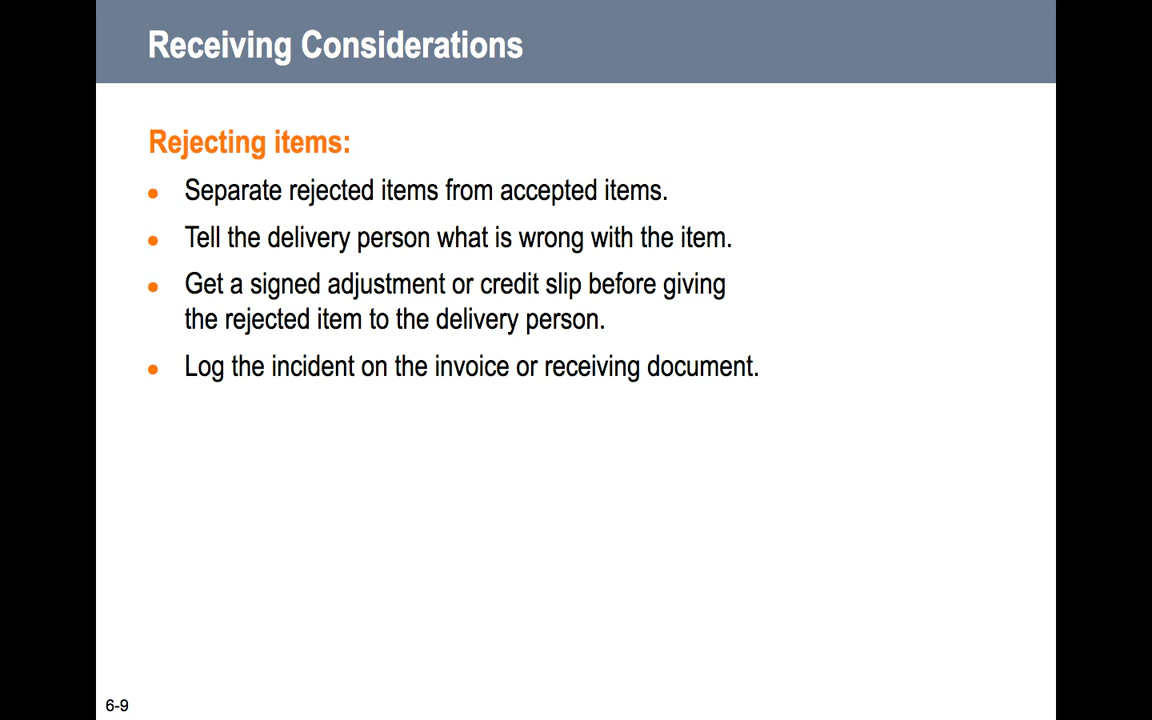 Receiving Considerations
Rejecting items:
Separate rejected items from accepted items.
Tell the delivery person what is wrong with the item.
Get a signed adjustment or credit slip before giving
the rejected item to the delivery person.
Log the incident on the invoice or receiving document.
6-9